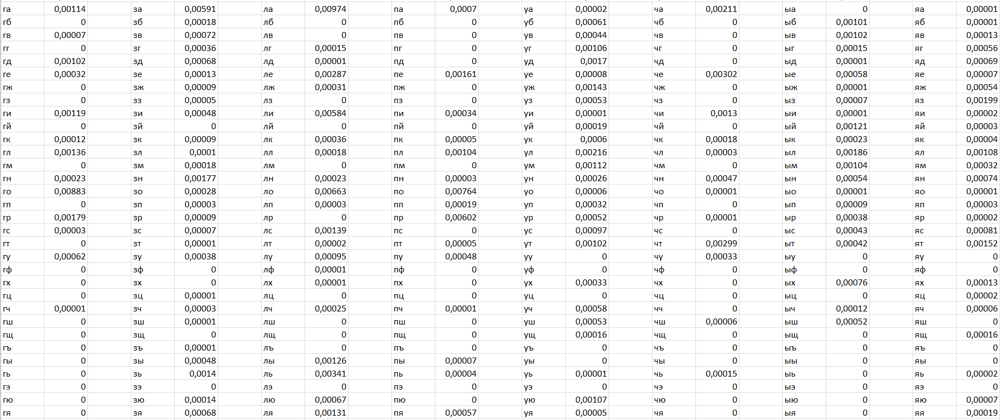 га 0,00114 за 0,00591 ла 0,00974 па 0,0007 уа 0,00002 ча 0,00211 ыа 0 яа 0,00001
гб 0 зб 0,00018 лб 0 пб 0 уб 0,00061 чб 0 ыб 0,00101 яб 0,00001
гв 0,00007 зв 0,00072 лв 0 пв 0 ув 0,00044 чв 0 ыв 0,00102 яв 0,00013
гг 0 зг 0,00036 лг 0,00015 пг 0 уг 0,00106 чг 0 ыг 0,00015 яг 0,00056
гд 0,00102 зд 0,00068 лд 0,00001 пд 0 уд 0,0017 чд 0 ыд 0,00001 яд 0,00069
ге 0,00032 зе 0,00013 ле 0,00287 пе 0,00161 уе 0,00008 че 0,00302 ые 0,00058 яе 0,00007
гж 0 зж 0,00009 лж 0,00031 пж 0 уж 0,00143 чж 0 ыж 0,00001 яж 0,00054
гз 0 зз 0,00005 лз 0 пз 0 уз 0,00053 чз 0 ыз 0,00007 яз 0,00199
ги 0,00119 зи 0,00048 ли 0,00584 пи 0,00034 уи 0,00001 чи 0,0013 ыи 0,00001 яи 0,00002
гй 0 зй 0 лй 0 пй 0 уй 0,00019 чй 0 ый 0,00121 яй 0,00003
гк 0,00012 зк 0,00009 лк 0,00036 пк 0,00005 ук 0,0006 чк 0,00018 ык 0,00023 як 0,00004
гл 0,00136 зл 0,0001 лл 0,00018 пл 0,00104 ул 0,00216 чл 0,00003 ыл 0,00186 ял 0,00108
гм 0 зм 0,00018 лм 0 пм 0 ум 0,00112 чм 0 ым 0,00104 ям 0,00032
гн 0,00023 зн 0,00177 лн 0,00023 пн 0,00003 ун 0,00026 чн 0,00047 ын 0,00054 ян 0,00074
го 0,00883 зо 0,00028 ло 0,00663 по 0,00764 уо 0,00006 чо 0,00001 ыо 0,00001 яо 0,00001
гп 0 зп 0,00003 лп 0,00003 пп 0,00019 уп 0,00032 чп 0 ып 0,00009 яп 0,00003
гр 0,00179 зр 0,00009 лр 0 пр 0,00602 ур 0,00052 чр 0,00001 ыр 0,00038 яр 0,00002
гс 0,00003 зс 0,00007 лс 0,00139 пс 0 ус 0,00097 чс 0 ыс 0,00043 яс 0,00081
гт 0 зт 0,00001 лт 0,00002 пт 0,00005 ут 0,00102 чт 0,00299 ыт 0,00042 ят 0,00152
гу 0,00062 зу 0,00038 лу 0,00095 пу 0,00048 уу 0 чу 0,00033 ыу 0 яу 0
гф 0 зф 0 лф 0,00001 пф 0 уф 0 чф 0 ыф 0 яф 0
гх 0 зх 0 лх 0,00001 пх 0 ух 0,00033 чх 0 ых 0,00076 ях 0,00013
гц 0 зц 0,00001 лц 0 пц 0 уц 0 чц 0 ыц 0 яц 0,00002
гч 0,00001 зч 0,00003 лч 0,00025 пч 0,00001 уч 0,00058 чч 0 ыч 0,00012 яч 0,00006
гш 0 зш 0,00001 лш 0 пш 0 уш 0,00053 чш 0,00006 ыш 0,00052 яш 0
гщ 0 зщ 0 лщ 0 пщ 0 ущ 0,00016 чщ 0 ыщ 0 ящ 0,00016
гъ 0 зъ 0,00001 лъ 0 пъ 0 уъ 0 чъ 0 ыъ 0 яъ 0
гы 0 зы 0,00048 лы 0,00126 пы 0,00007 уы 0 чы 0 ыы 0 яы 0
гь 0 зь 0,0014 ль 0,00341 пь 0,00004 уь 0,00001 чь 0,00015 ыь 0 яь 0,00002
гэ 0 зэ 0 лэ 0 пэ 0 уэ 0 чэ 0 ыэ 0 яэ 0
гю 0 зю 0,00014 лю 0,00067 пю 0 ую 0,00107 чю 0 ыю 0 яю 0,00007
гя 0 зя 0,00068 ля 0,00131 пя 0,00057 уя 0,00005 чя 0 ыя 0 яя 0,00019